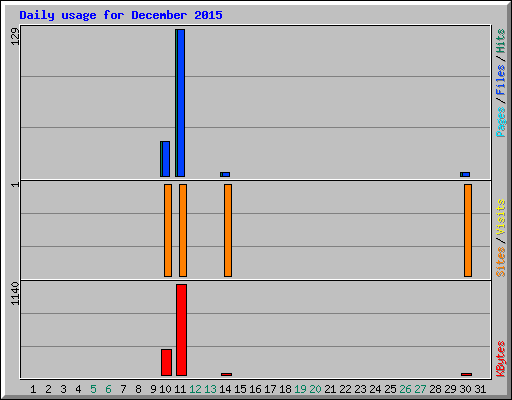 Daily usage for December 2015
129
Pages / Files / Hits
1
Sites / Visits
1140
KBytes
1 2 3 4 5 6 7 8 9 10 11 12 13 14 15 16 17 18 19 20 21 22 23 24 25 26 27 28 29 30 31